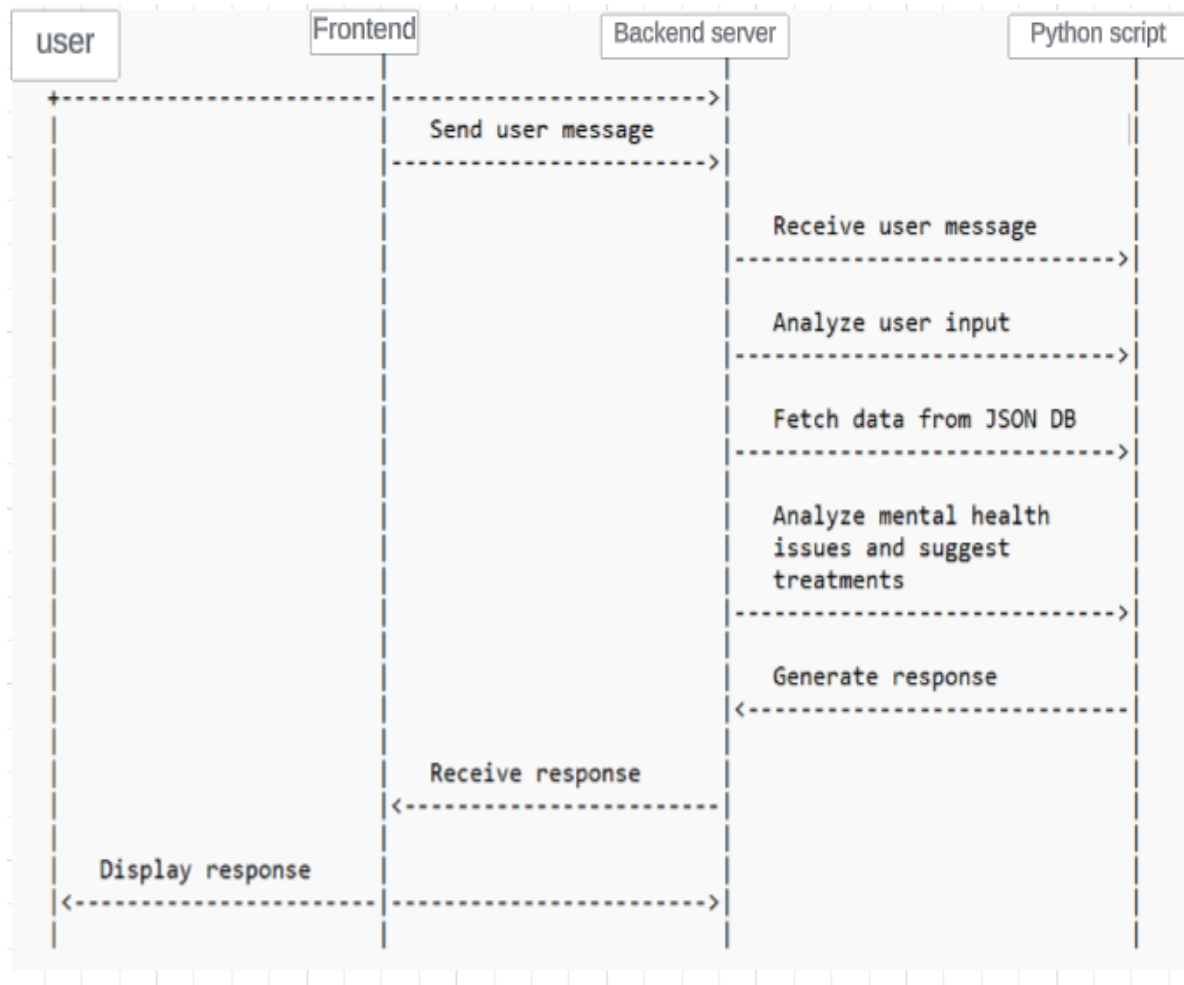 user
Frontend
Backend server
Python script
Send user message
Receive user message
Analyze user input
Fetch data from JSON DB
Analyze mental health
issues and suggest
treatments
Generate response
Receive response
Display response